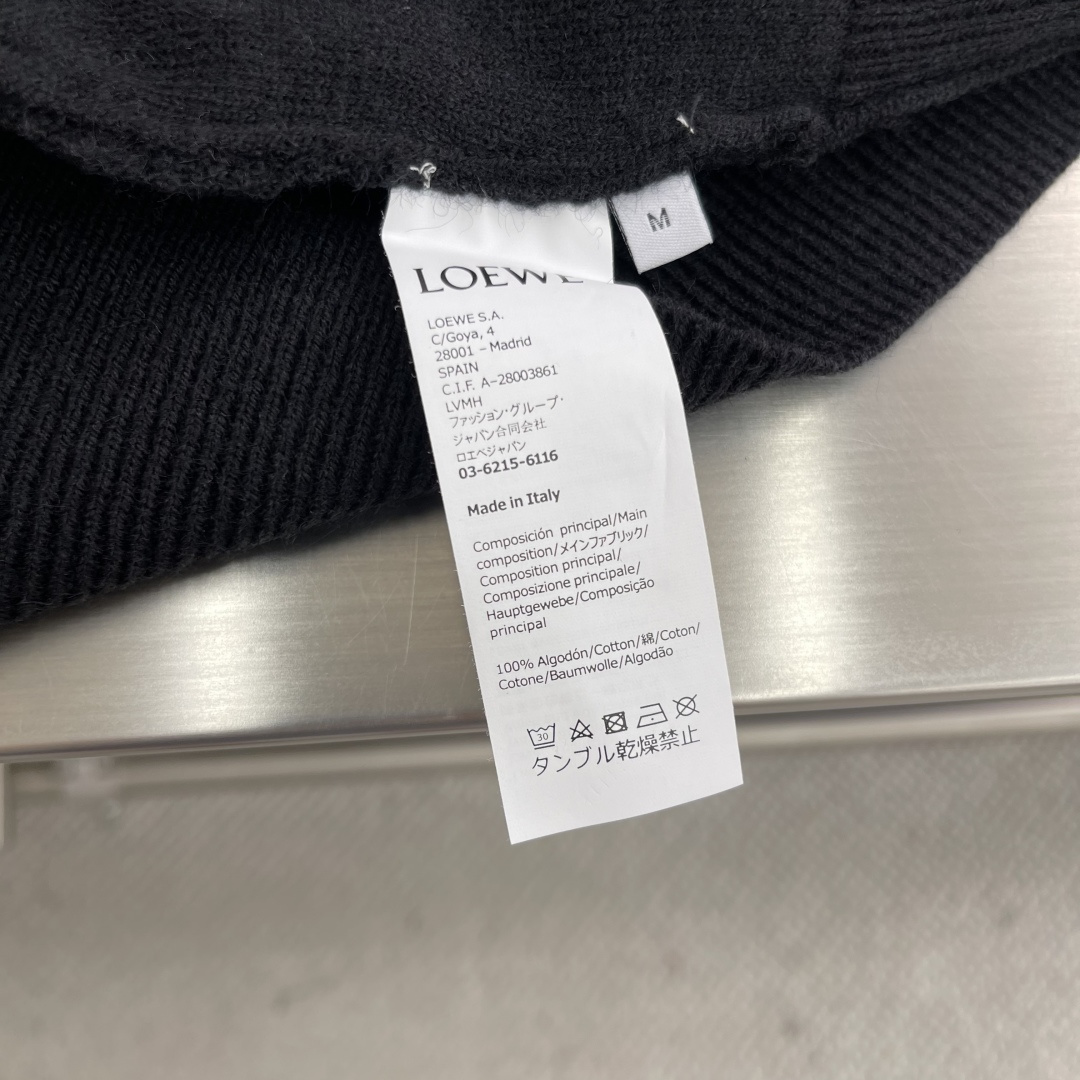 M
LOEWE
LOEWE S.A.
C/Goya, 4
28001 – Madrid
SPAIN
C.I.F. A-28003861
LVMH
ファッション・グループ・
ジャパン合同会社
ロエベジャパン
03-6215-6116
Made in Italy
Composición principal/Main
composition/メインファブリック/
Composition principal/
Composizione principale/
Hauptgewebe/Composição
principal
100% Algodón/Cotton/綿/Coton/
Cotone/Baumwolle/Algodão
30
タンブル乾燥禁止